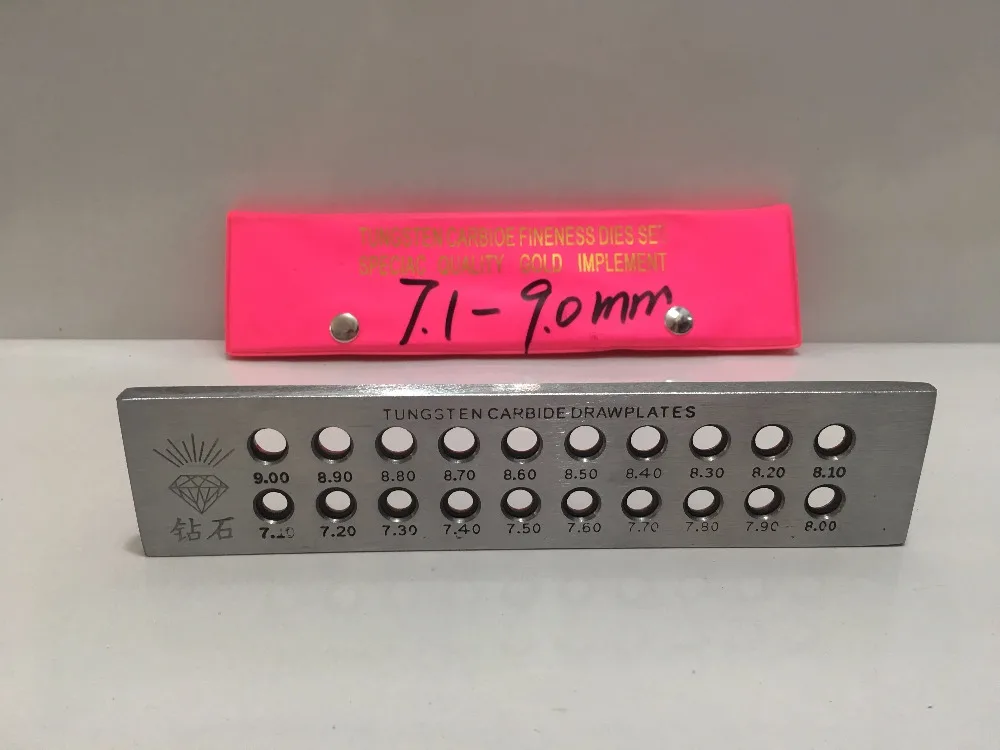 TUNGSTEN CARBIDE FINENESS DIES SET
SPECIAL QUALITY GOLD IMPLEMENT
7.1-9.0mm
TUNGSTEN CARBIDE DRAWPLATES
9.00 8.90 8.80 8.70 8.60 8.50 8.40 8.30 8.20 8.10
7.10 7.20 7.30 7.40 7.50 7.60 7.70 7.80 7.90 8.00
钻石